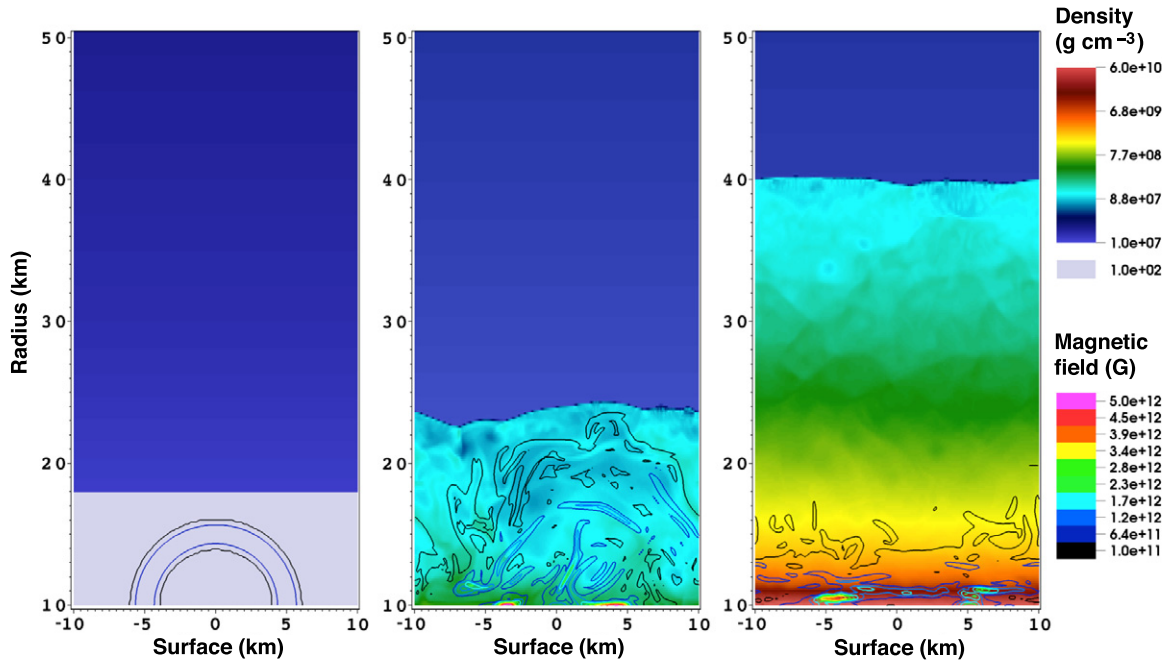 Density
(g cm −3)
6.0e+10
6.8e+09
7.7e+08
8.8e+07
1.0e+07
1.0e+02
Magnetic
field (G)
5.0e+12
4.5e+12
3.9e+12
3.4e+12
2.8e+12
2.3e+12
1.7e+12
1.2e+12
6.4e+11
1.0e+11
Radius (km)
50
40
30
20
10
-10 -5 0 5 10
Surface (km)
50
40
30
20
10
-10 -5 0 5 10
Surface (km)
50
40
30
20
10
-10 -5 0 5 10
Surface (km)